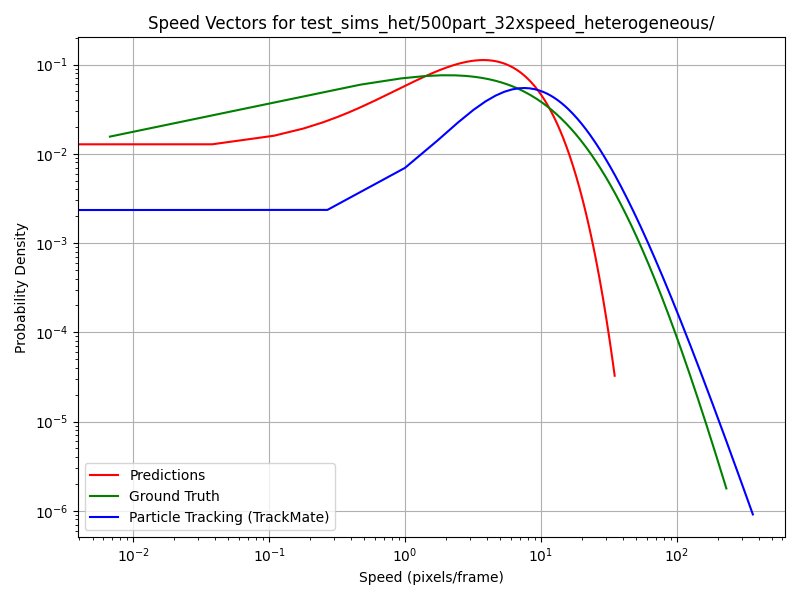 Speed Vectors for test_sims_het/500part_32xspeed_heterogeneous/
Probability Density
10⁻¹
10⁻²
10⁻³
10⁻⁴
10⁻⁵
10⁻⁶
Predictions
Ground Truth
Particle Tracking (TrackMate)
10⁻² 10⁻¹ 10⁰ 10¹ 10²
Speed (pixels/frame)